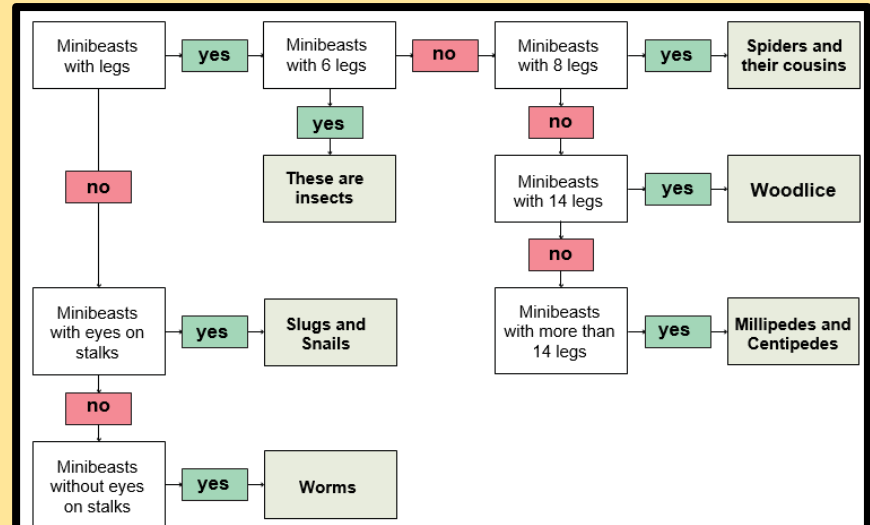 Minibeasts
with legs
yes
Minibeasts
with 6 legs
no
Minibeasts
with 8 legs
yes
Spiders and
their cousins
yes
no
no
These are
insects
Minibeasts
with 14 legs
yes
Woodlice
no
Minibeasts
with eyes on
stalks
yes
Slugs and
Snails
Minibeasts
with more than
14 legs
yes
Millipedes and
Centipedes
no
Minibeasts
without eyes
on stalks
yes
Worms